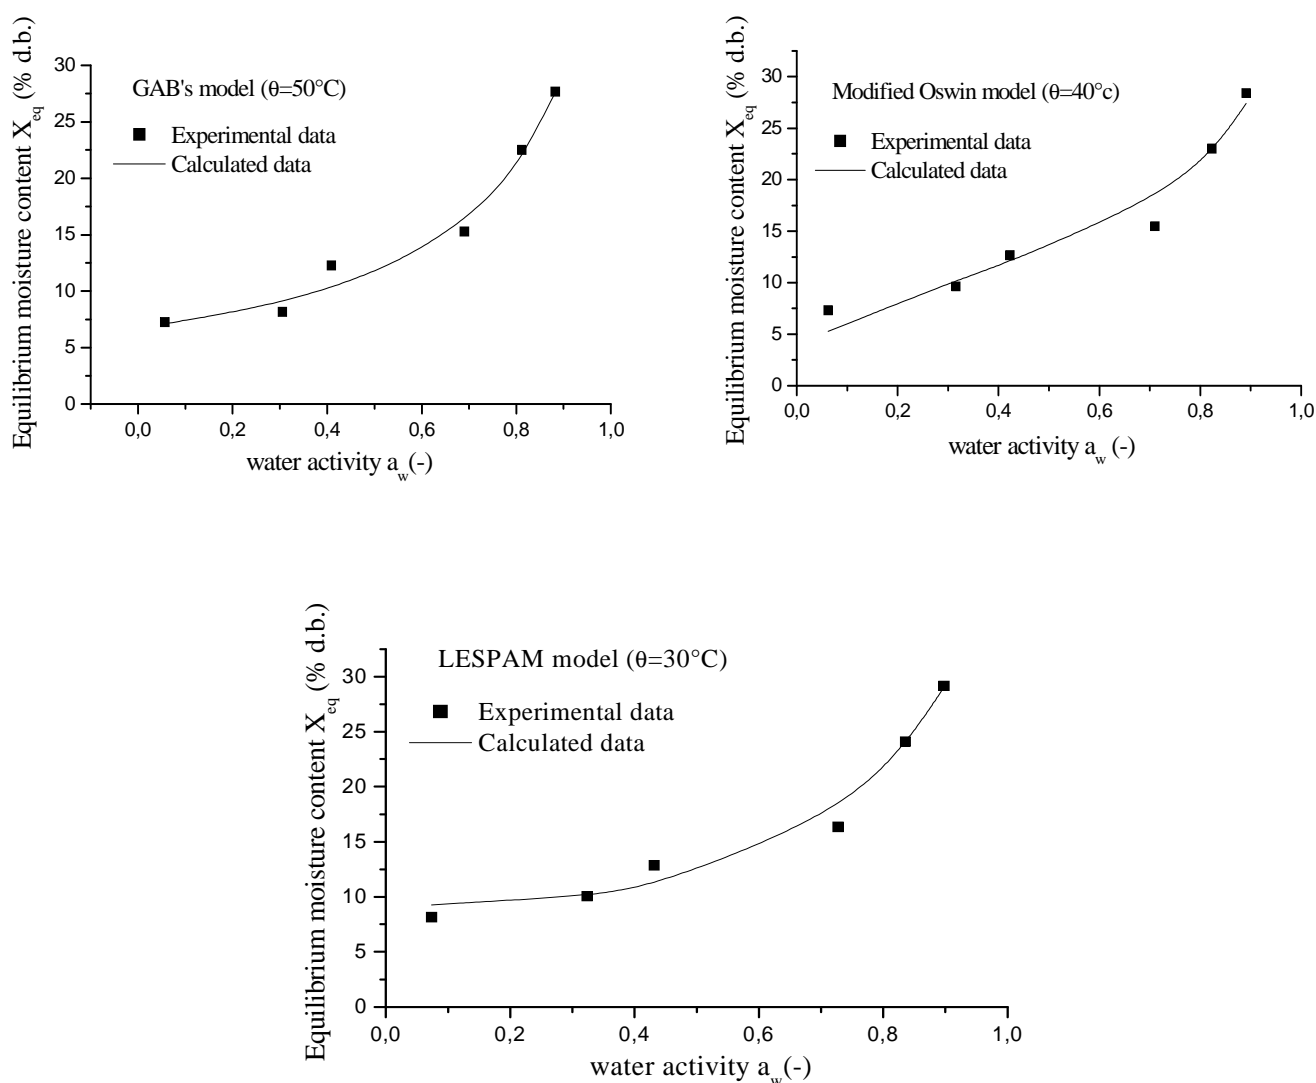 Equilibrium moisture content X_eq (% d.b.)
30
25
20
15
10
5
0
GAB's model (θ=50°C)
Experimental data
Calculated data
0,0 0,2 0,4 0,6 0,8 1,0
water activity a_w(-)
Equilibrium moisture content X_eq (% d.b.)
30
25
20
15
10
5
0
Modified Oswin model (θ=40°c)
Experimental data
Calculated data
0,0 0,2 0,4 0,6 0,8 1,0
water activity a_w (-)
Equilibrium moisture content X_eq (% d.b.)
30
25
20
15
10
5
0
LESPAM model (θ=30°C)
Experimental data
Calculated data
0,0 0,2 0,4 0,6 0,8 1,0
water activity a_w(-)